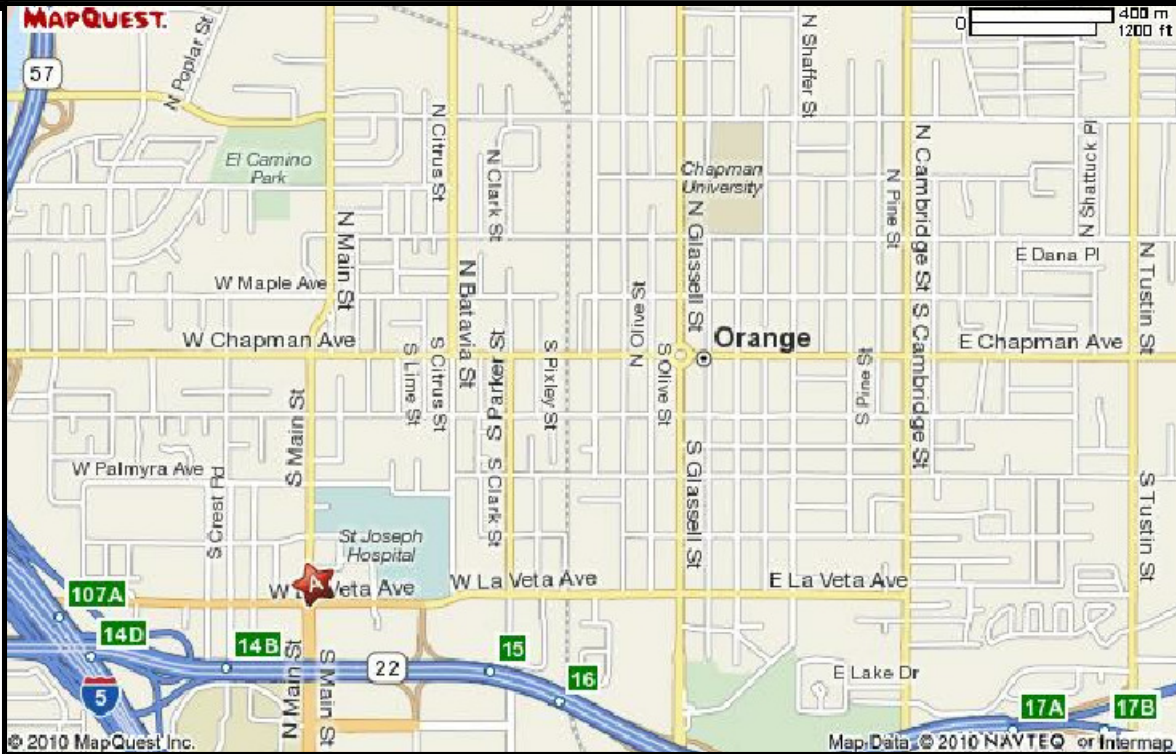 MAPQUEST.
0
400 m
1200 ft
57
N Poplar St
N Citrus St
N Clark St
N Shaffer St
El Camino
Park
Chapman
University
N Pine St
N Cambridge St
N Shattuck Pl
N Main St
N Glassell St
E Dana Pl
N Tustin St
W Maple Ave
N Batavia St
N Olive St
W Chapman Ave
Orange
E Chapman Ave
S Lime St
S Citrus St
S Parker St
S Pixley St
S Olive St
S Pine St
S Cambridge St
S Main St
W Palmyra Ave
S Crest Rd
S Clark St
S Glassell St
S Tustin St
St Joseph
Hospital
A
W La Veta Ave
W La Veta Ave
E La Veta Ave
107A
14D
14B
15
16
22
5
N Main St
S Main St
E Lake Dr
17A
17B
© 2010 MapQuest Inc.
Map Data © 2010 NAVTEQ or Intermap